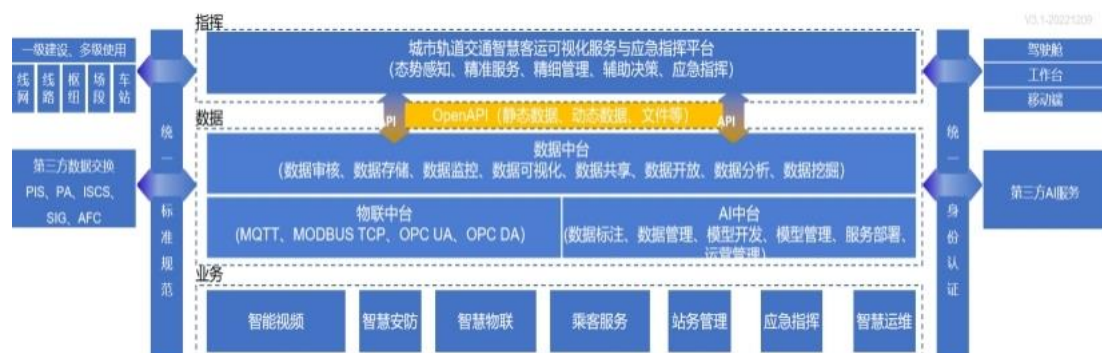 指挥
V3.1-20221209
一级建设、多级使用
线网
线路
枢纽
场段
车站
城市轨道交通智慧客运可视化服务与应急指挥平台
(态势感知、精准服务、精细管理、辅助决策、应急指挥)
驾驶舱
工作台
移动端
API
OpenAPI(静态数据、动态数据、文件等)
API
数据
统一标准规范
统一身份认证
数据中台
(数据审核、数据存储、数据监控、数据可视化、数据共享、数据开放、数据分析、数据挖掘)
第三方数据交换
PIS、PA、ISCS、
SIG、AFC
第三方AI服务
物联中台
(MQTT、MODBUS TCP、OPC UA、OPC DA)
AI中台
(数据标注、数据管理、模型开发、模型管理、服务部署、
运营管理)
业务
智能视频
智慧安防
智慧物联
乘客服务
站务管理
应急指挥
智慧运维